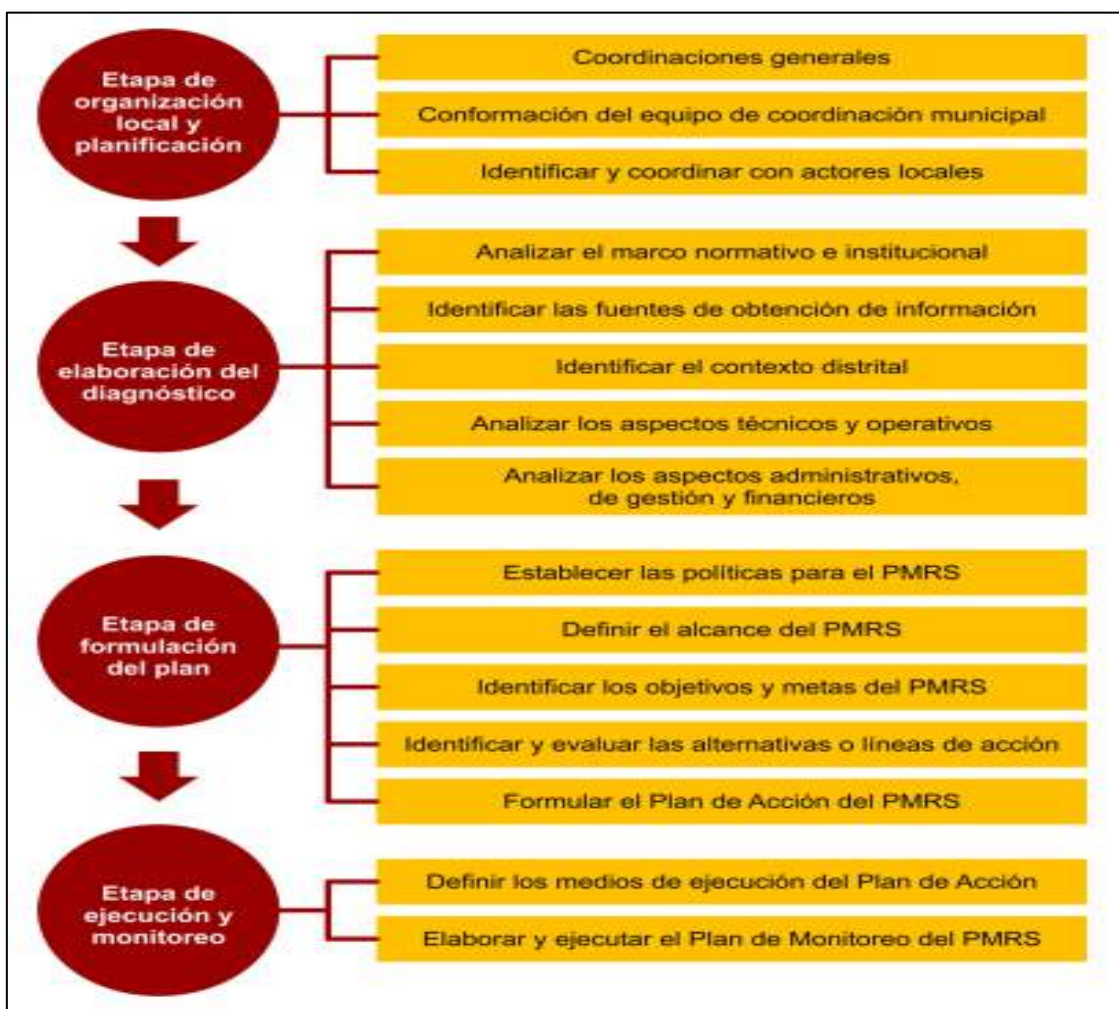 Etapa de
organización
local y
planificación
Coordinaciones generales
Conformación del equipo de coordinación municipal
Identificar y coordinar con actores locales
Etapa de
elaboración del
diagnóstico
Analizar el marco normativo e institucional
Identificar las fuentes de obtención de información
Identificar el contexto distrital
Analizar los aspectos técnicos y operativos
Analizar los aspectos administrativos,
de gestión y financieros
Etapa de
formulación
del plan
Establecer las políticas para el PMRS
Definir el alcance del PMRS
Identificar los objetivos y metas del PMRS
Identificar y evaluar las alternativas o líneas de acción
Formular el Plan de Acción del PMRS
Etapa de
ejecución y
monitoreo
Definir los medios de ejecución del Plan de Acción
Elaborar y ejecutar el Plan de Monitoreo del PMRS